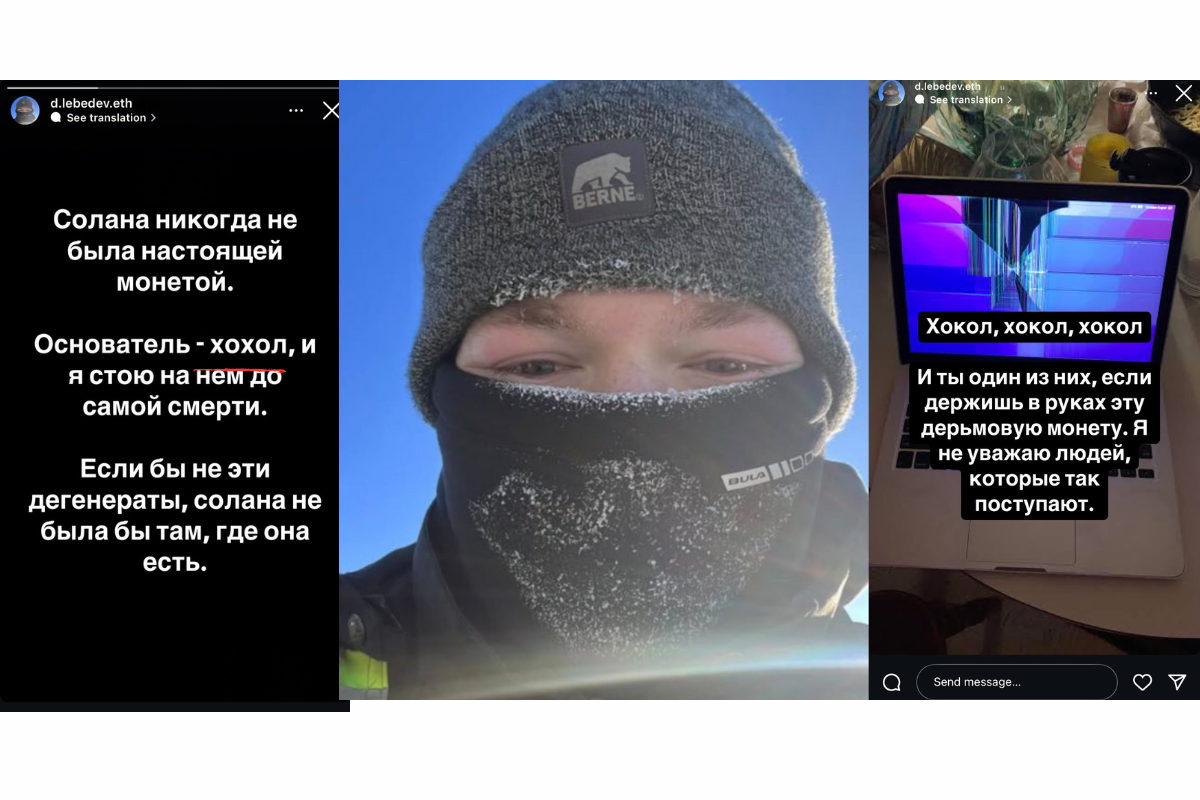 d.lebedev.eth
See translation >
Солана никогда не
была настоящей
монетой.
Основатель - хохол, и
я стою на нем до
самой смерти.
Если бы не эти
дегенераты, солана не
была бы там, где она
есть.
BERNE
BULA
d.lebedev.eth
See translation >
Хокол, хокол, хокол
И ты один из них, если
держишь в руках эту
дерьмовую монету. Я
не уважаю людей,
которые так
поступают.
Send message...